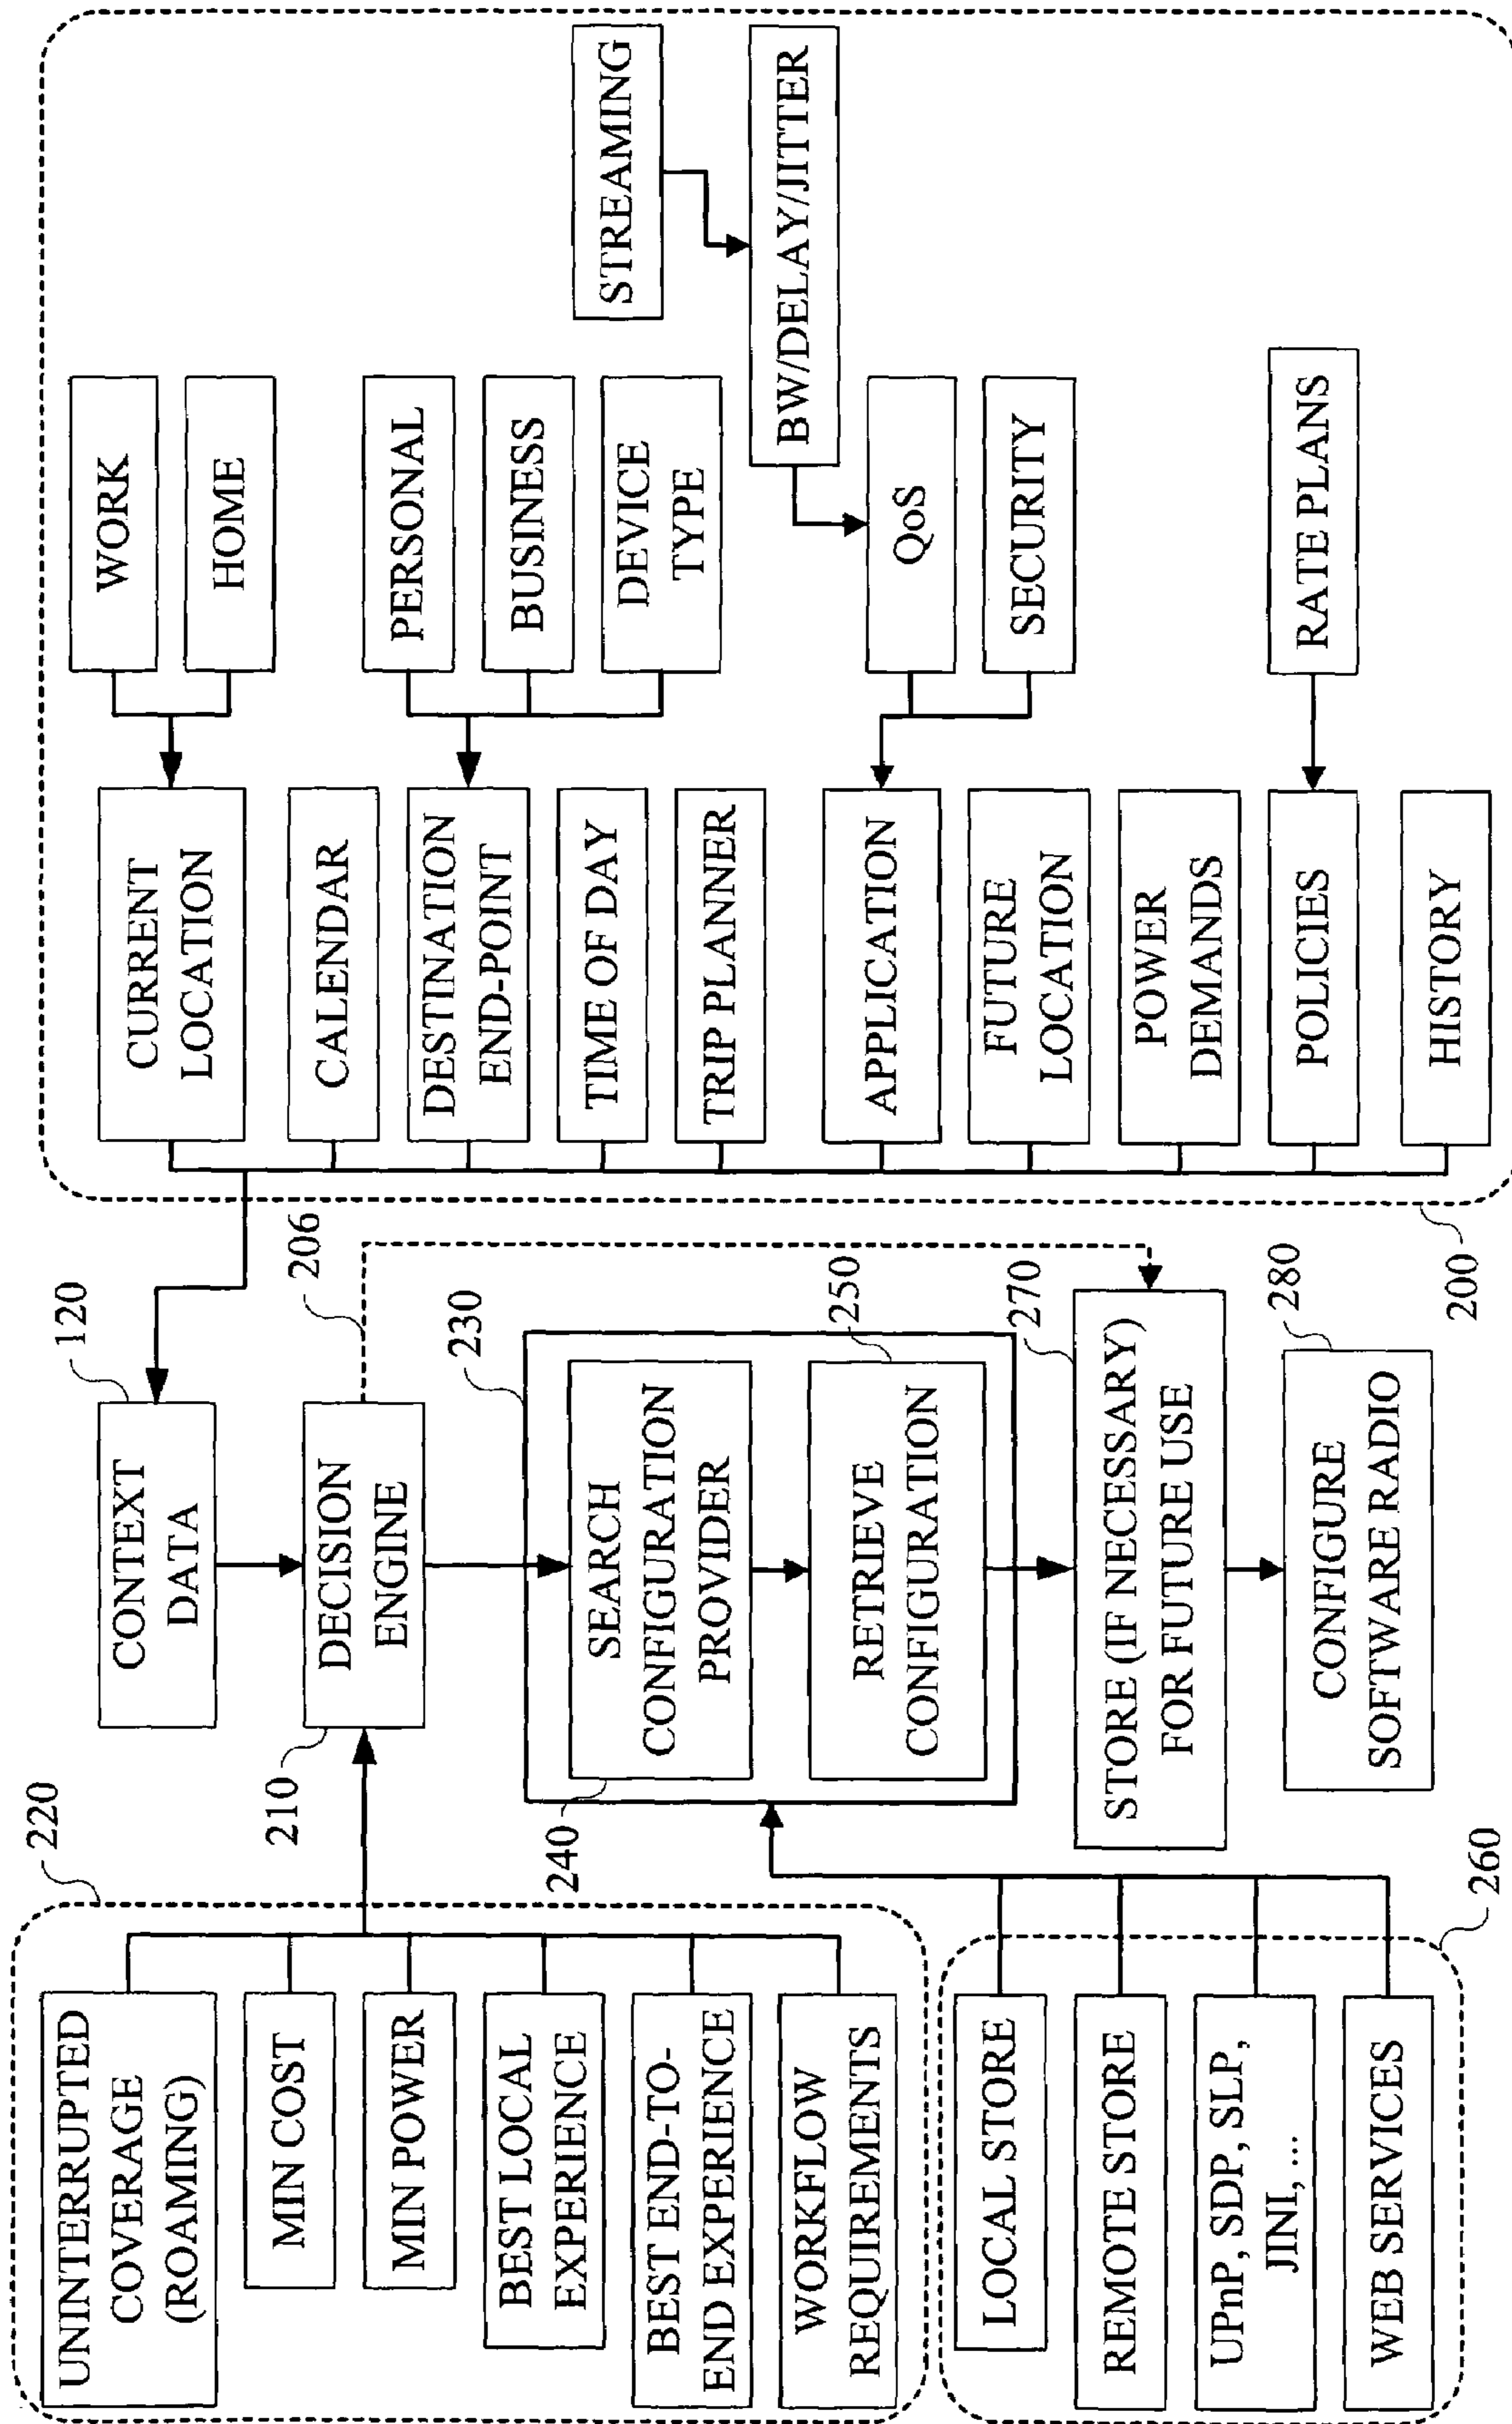 220
UNINTERRUPTED
COVERAGE
(ROAMING)
MIN COST
MIN POWER
BEST LOCAL
EXPERIENCE
BEST END-TO-
END EXPERIENCE
WORKFLOW
REQUIREMENTS
LOCAL STORE
REMOTE STORE
UPnP, SDP, SLP,
JINI, ...
WEB SERVICES
260
120
CONTEXT
DATA
206
210
DECISION
ENGINE
230
240
SEARCH
CONFIGURATION
PROVIDER
250
RETRIEVE
CONFIGURATION
270
STORE (IF NECESSARY)
FOR FUTURE USE
280
CONFIGURE
SOFTWARE RADIO
200
CURRENT
LOCATION
CALENDAR
DESTINATION
END-POINT
TIME OF DAY
TRIP PLANNER
APPLICATION
FUTURE
LOCATION
POWER
DEMANDS
POLICIES
HISTORY
WORK
HOME
PERSONAL
BUSINESS
DEVICE
TYPE
QoS
SECURITY
RATE PLANS
STREAMING
BW/DELAY/JITTER